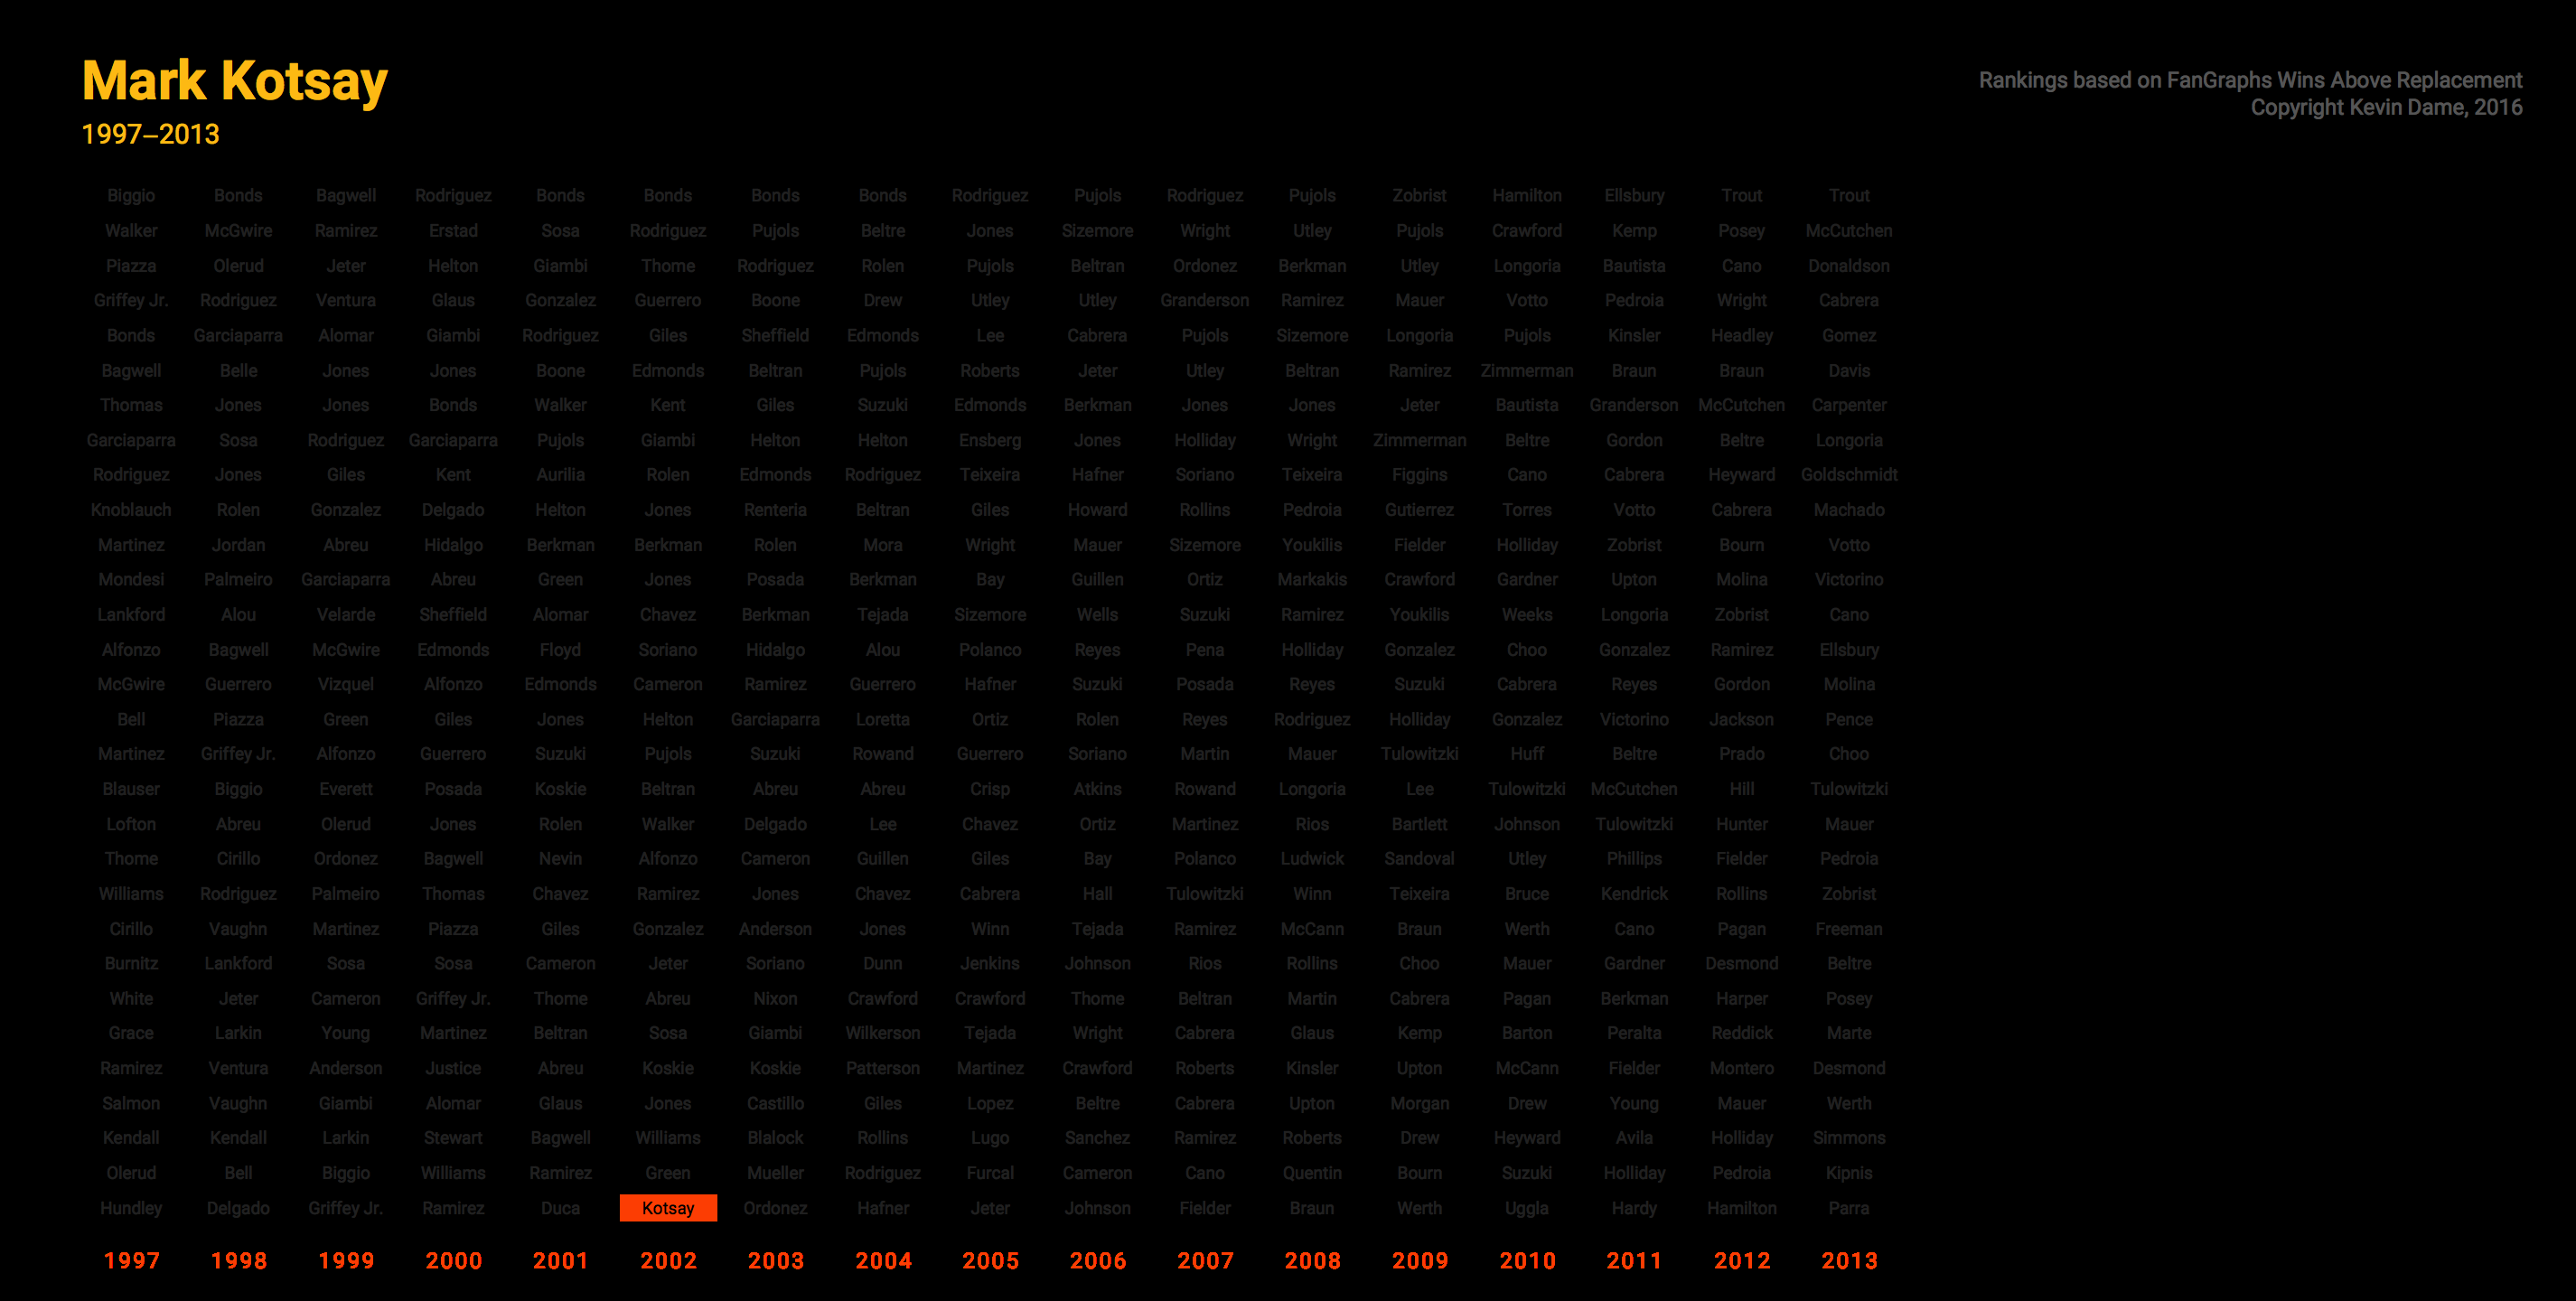 Mark Kotsay
1997–2013
Rankings based on FanGraphs Wins Above Replacement
Copyright Kevin Dame, 2016
Biggio Bonds Bagwell Rodriguez Bonds Bonds Bonds Bonds Rodriguez Pujols Rodriguez Pujols Zobrist Hamilton Ellsbury Trout Trout
Walker McGwire Ramirez Erstad Sosa Rodriguez Pujols Beltre Jones Sizemore Wright Utley Pujols Crawford Kemp Posey McCutchen
Piazza Olerud Jeter Helton Giambi Thome Rodriguez Rolen Pujols Beltran Ordonez Berkman Utley Longoria Bautista Cano Donaldson
Griffey Jr. Rodriguez Ventura Glaus Gonzalez Guerrero Boone Drew Utley Utley Granderson Ramirez Mauer Votto Pedroia Wright Cabrera
Bonds Garciaparra Alomar Giambi Rodriguez Giles Sheffield Edmonds Lee Cabrera Pujols Sizemore Longoria Pujols Kinsler Headley Gomez
Bagwell Belle Jones Jones Boone Edmonds Beltran Pujols Roberts Jeter Utley Beltran Ramirez Zimmerman Braun Braun Davis
Thomas Jones Jones Bonds Walker Kent Giles Suzuki Edmonds Berkman Jones Jones Jeter Bautista Granderson McCutchen Carpenter
Garciaparra Sosa Rodriguez Garciaparra Pujols Giambi Helton Helton Ensberg Jones Holliday Wright Zimmerman Beltre Gordon Beltre Longoria
Rodriguez Jones Giles Kent Aurilia Rolen Edmonds Rodriguez Teixeira Hafner Soriano Teixeira Figgins Cano Cabrera Heyward Goldschmidt
Knoblauch Rolen Gonzalez Delgado Helton Jones Renteria Beltran Giles Howard Rollins Pedroia Gutierrez Torres Votto Cabrera Machado
Martinez Jordan Abreu Hidalgo Berkman Berkman Rolen Mora Wright Mauer Sizemore Youkilis Fielder Holliday Zobrist Bourn Votto
Mondesi Palmeiro Garciaparra Abreu Green Jones Posada Berkman Bay Guillen Ortiz Markakis Crawford Gardner Upton Molina Victorino
Lankford Alou Velarde Sheffield Alomar Chavez Berkman Tejada Sizemore Wells Suzuki Ramirez Youkilis Weeks Longoria Zobrist Cano
Alfonzo Bagwell McGwire Edmonds Floyd Soriano Hidalgo Alou Polanco Reyes Pena Holliday Gonzalez Choo Gonzalez Ramirez Ellsbury
McGwire Guerrero Vizquel Alfonzo Edmonds Cameron Ramirez Guerrero Hafner Suzuki Posada Reyes Suzuki Cabrera Reyes Gordon Molina
Bell Piazza Green Giles Jones Helton Garciaparra Loretta Ortiz Rolen Reyes Rodriguez Holliday Gonzalez Victorino Jackson Pence
Martinez Griffey Jr. Alfonzo Guerrero Suzuki Pujols Suzuki Rowand Guerrero Soriano Martin Mauer Tulowitzki Huff Beltre Prado Choo
Blauser Biggio Everett Posada Koskie Beltran Abreu Abreu Crisp Atkins Rowand Longoria Lee Tulowitzki McCutchen Hill Tulowitzki
Lofton Abreu Olerud Jones Rolen Walker Delgado Lee Chavez Ortiz Martinez Rios Bartlett Johnson Tulowitzki Hunter Mauer
Thome Cirillo Ordonez Bagwell Nevin Alfonzo Cameron Guillen Giles Bay Polanco Ludwick Sandoval Utley Phillips Fielder Pedroia
Williams Rodriguez Palmeiro Thomas Chavez Ramirez Jones Chavez Cabrera Hall Tulowitzki Winn Teixeira Bruce Kendrick Rollins Zobrist
Cirillo Vaughn Martinez Piazza Giles Gonzalez Anderson Jones Winn Tejada Ramirez McCann Braun Werth Cano Pagan Freeman
Burnitz Lankford Sosa Sosa Cameron Jeter Soriano Dunn Jenkins Johnson Rios Rollins Choo Mauer Gardner Desmond Beltre
White Jeter Cameron Griffey Jr. Thome Abreu Nixon Crawford Crawford Thome Beltran Martin Cabrera Pagan Berkman Harper Posey
Grace Larkin Young Martinez Beltran Sosa Giambi Wilkerson Tejada Wright Cabrera Glaus Kemp Barton Peralta Reddick Marte
Ramirez Ventura Anderson Justice Abreu Koskie Koskie Patterson Martinez Crawford Roberts Kinsler Upton McCann Fielder Montero Desmond
Salmon Vaughn Giambi Alomar Glaus Jones Castillo Giles Lopez Beltre Cabrera Upton Morgan Drew Young Mauer Werth
Kendall Kendall Larkin Stewart Bagwell Williams Blalock Rollins Lugo Sanchez Ramirez Roberts Drew Heyward Avila Holliday Simmons
Olerud Bell Biggio Williams Ramirez Green Mueller Rodriguez Furcal Cameron Cano Quentin Bourn Suzuki Holliday Pedroia Kipnis
Hundley Delgado Griffey Jr. Ramirez Duca Kotsay Ordonez Hafner Jeter Johnson Fielder Braun Werth Uggla Hardy Hamilton Parra
1997 1998 1999 2000 2001 2002 2003 2004 2005 2006 2007 2008 2009 2010 2011 2012 2013